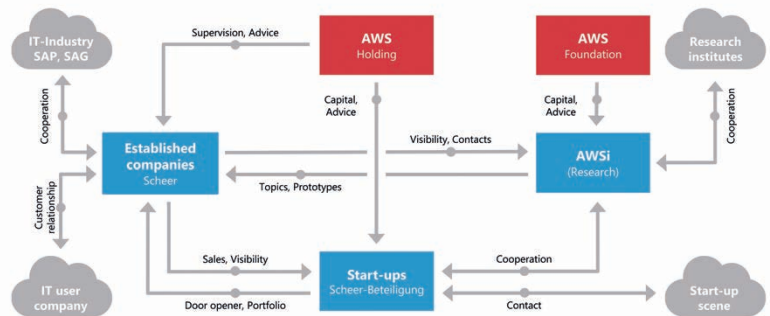 IT-Industry
SAP, SAG
Supervision, Advice
AWS
Holding
AWS
Foundation
Research
institutes
Cooperation
Capital,
Advice
Capital,
Advice
Cooperation
Established
companies
Scheer
Visibility, Contacts
AWSi
(Research)
Topics, Prototypes
Customer
relationship
Sales, Visibility
Start-ups
Scheer-Beteiligung
Cooperation
IT user
company
Door opener, Portfolio
Contact
Start-up
scene